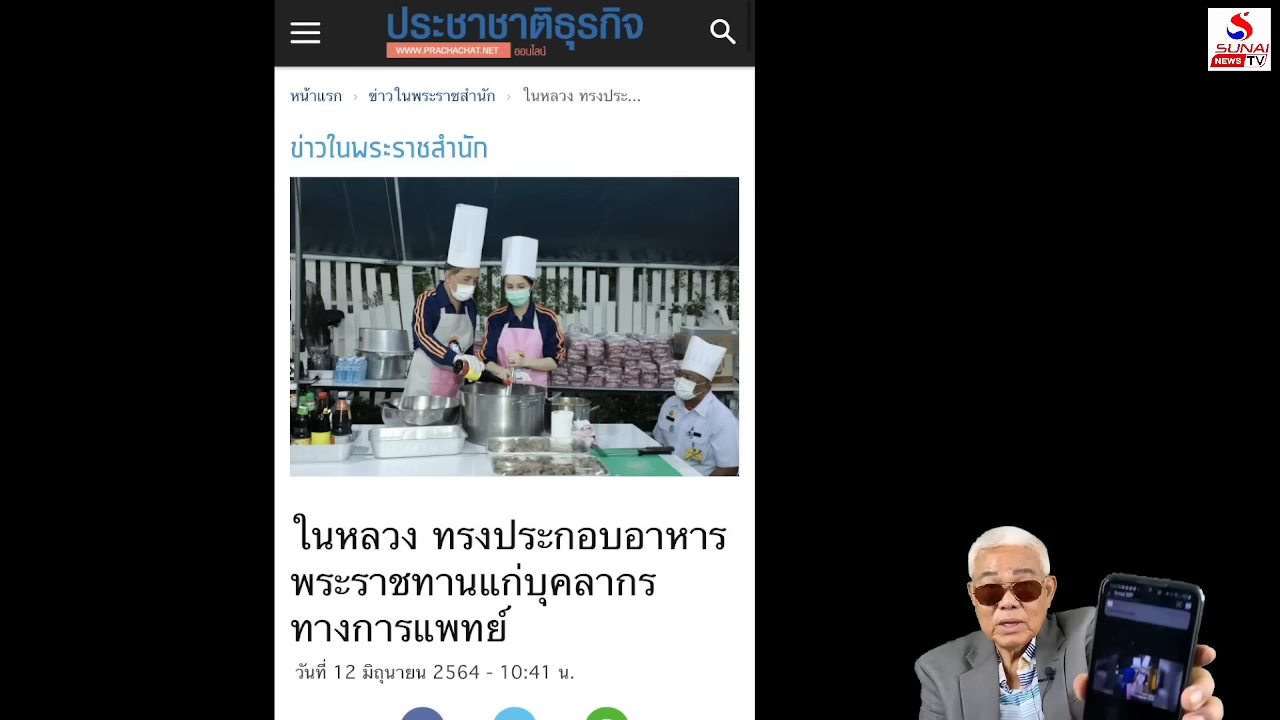 ประชาชาติธุรกิจ
WWW.PRACHACHAT.NET ออนไลน์
SUNAI
NEWS TV
หน้าแรก › ข่าวในพระราชสำนัก › ในหลวง ทรงประ...
ข่าวในพระราชสำนัก
ในหลวง ทรงประกอบอาหาร
พระราชทานแก่บุคลากร
ทางการแพทย์
วันที่ 12 มิถุนายน 2564 - 10:41 น.